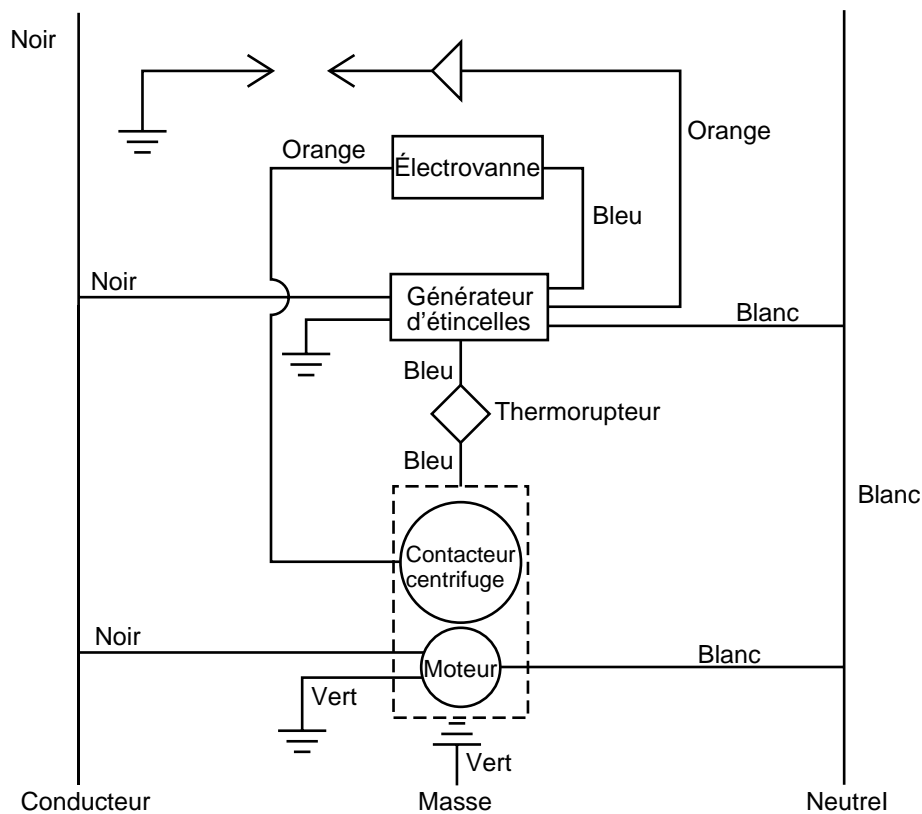 Noir
Orange
Orange
Électrovanne
Bleu
Noir
Générateur
d'étincelles
Blanc
Bleu
Thermorupteur
Bleu
Blanc
Contacteur
centrifuge
Noir
Blanc
Moteur
Vert
Vert
Conducteur
Masse
Neutrel